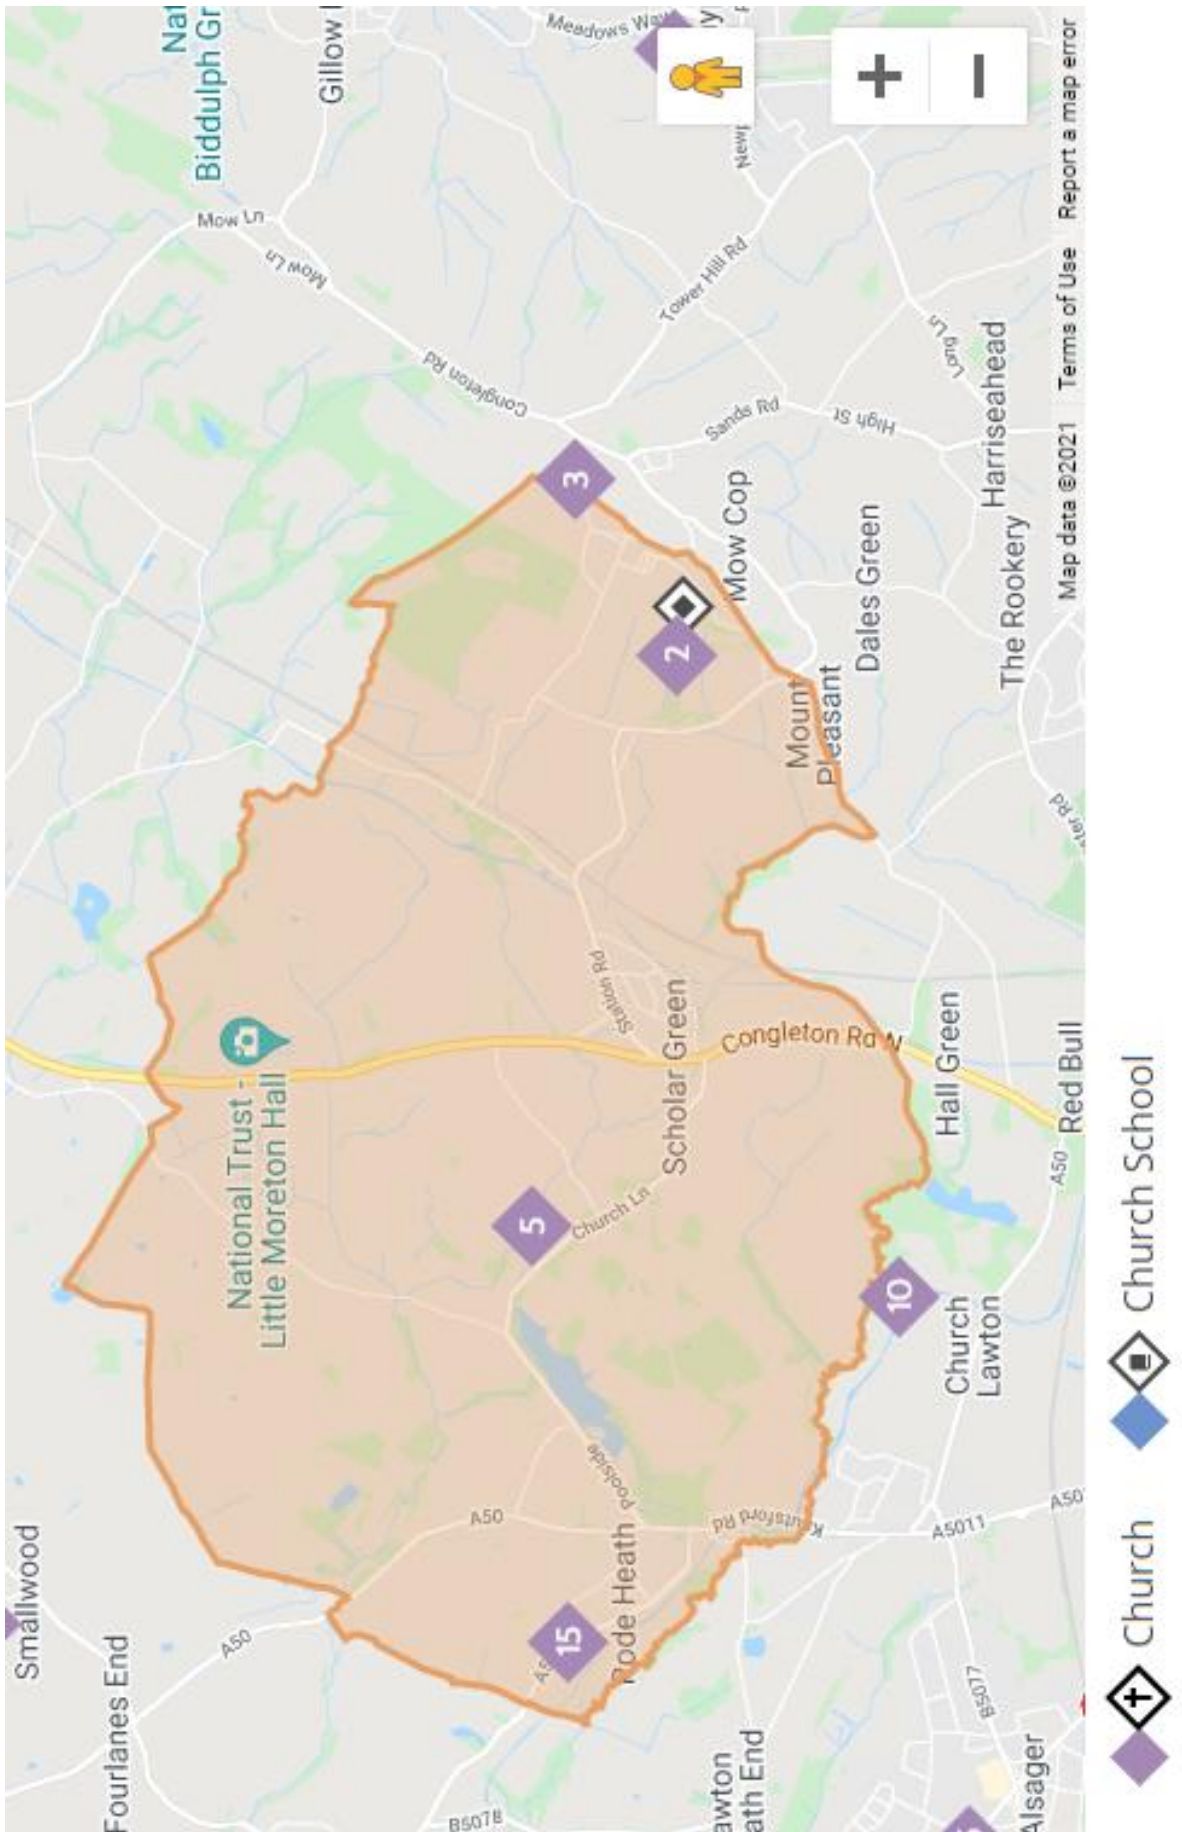 Smallwood
Fourlanes End
A50
B5078
A50
15
Rode Heath
Poolside
Knutsford Rd
A5011
A50
B5077
Alsager
National Trust -
Little Moreton Hall
5
Church Ln
Scholar Green
Station Rd
Congleton Rd N
10
Church
Lawton
Hall Green
Red Bull
A50
Mount
Pleasant
2
3
Mow Cop
Dales Green
The Rookery
Harriseahead
Sands Rd
High St
Long Ln
Tower Hill Rd
Congleton Rd
Mow Ln
Mow Ln
Biddulph Gr
Gillow
Meadows Way
+
−
Map data ©2021 Terms of Use Report a map error
Church Church School